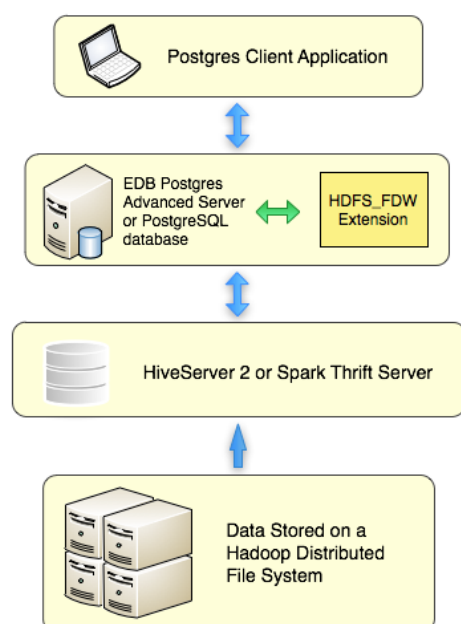 Postgres Client Application
EDB Postgres
Advanced Server
or PostgreSQL
database
HDFS_FDW
Extension
HiveServer 2 or Spark Thrift Server
Data Stored on a
Hadoop Distributed
File System